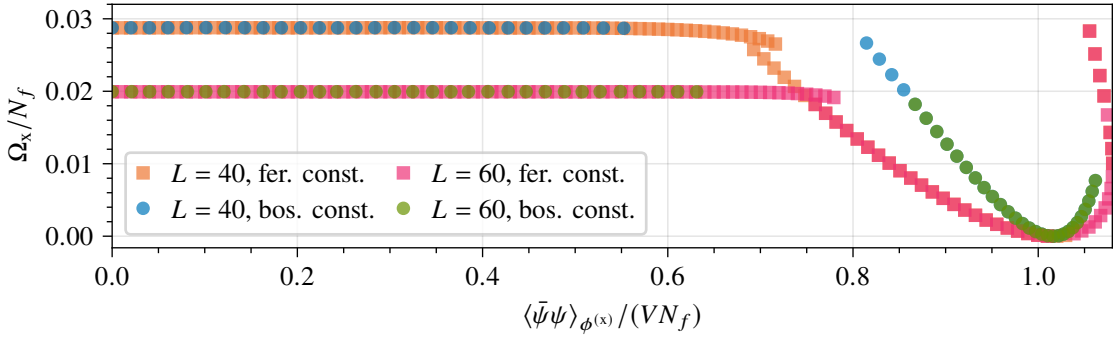 0.03
0.02
0.01
0.00
Ωₓ/N_f
L = 40, fer. const.
L = 60, fer. const.
L = 40, bos. const.
L = 60, bos. const.
0.0 0.2 0.4 0.6 0.8 1.0
⟨ψ̄ψ⟩_ϕ⁽ˣ⁾/(VN_f)